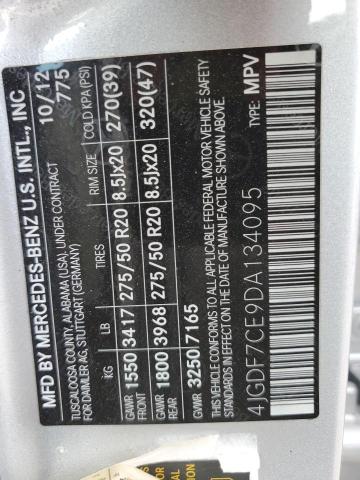 MFD BY MERCEDES-BENZ U.S. INTL., INC 10/12
TUSCALOOSA COUNTY, ALABAMA (USA), UNDER CONTRACT 775
FOR DAIMLER AG, STUTTGART (GERMANY)
KG LB TIRES RIM SIZE COLD KPA (PSI)
GAWR FRONT 1550 3417 275/50 R20 8.5Jx20 270(39)
GAWR REAR 1800 3968 275/50 R20 8.5Jx20 320(47)
GVWR 3250 7165
THIS VEHICLE CONFORMS TO ALL APPLICABLE FEDERAL MOTOR VEHICLE SAFETY
STANDARDS IN EFFECT ON THE DATE OF MANUFACTURE SHOWN ABOVE.
4JGDF7CE9DA134095 MPV